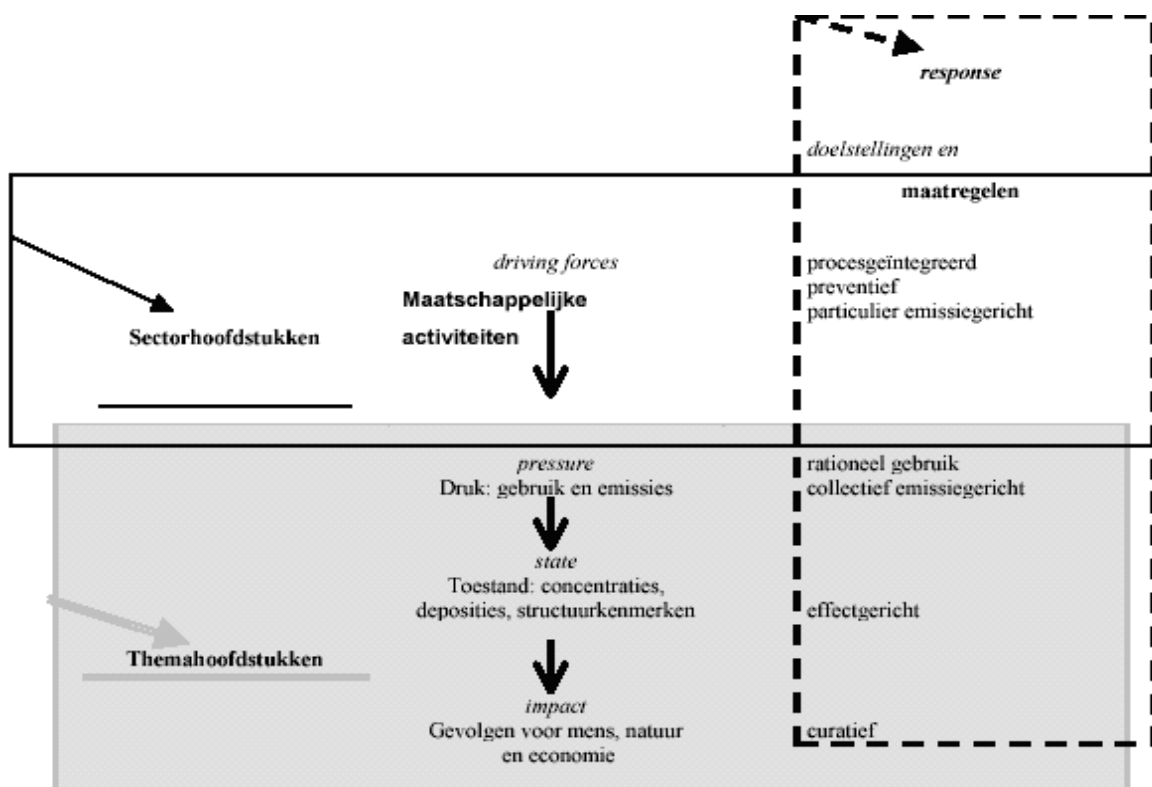 response
doelstellingen en
maatregelen
driving forces
procesgeïntegreerd
Maatschappelijke
preventief
particulier emissiegericht
Sectorhoofdstukken
activiteiten
pressure
rationeel gebruik
Druk: gebruik en emissies
collectief emissiegericht
state
Toestand: concentraties,
deposities, structuurkenmerken
effectgericht
Themahoofdstukken
impact
Gevolgen voor mens, natuur
curatief
en economie